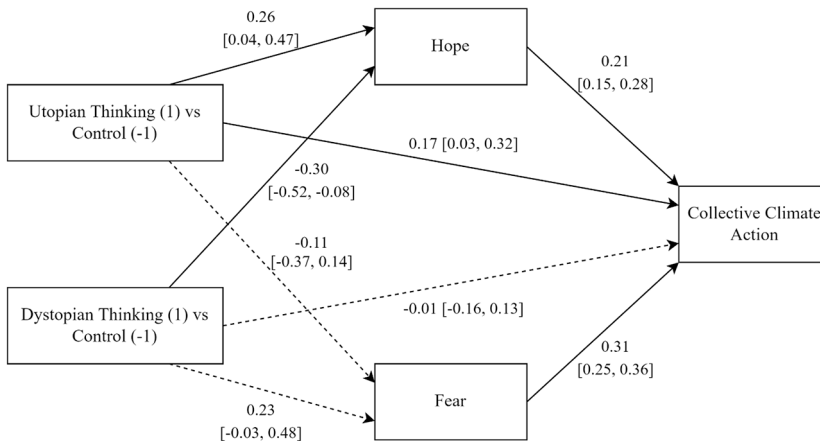 0.26
[0.04, 0.47]
Hope
0.21
[0.15, 0.28]
Utopian Thinking (1) vs
Control (-1)
0.17 [0.03, 0.32]
-0.30
[-0.52, -0.08]
Collective Climate
Action
-0.11
[-0.37, 0.14]
Dystopian Thinking (1) vs
Control (-1)
-0.01 [-0.16, 0.13]
0.31
[0.25, 0.36]
Fear
0.23
[-0.03, 0.48]